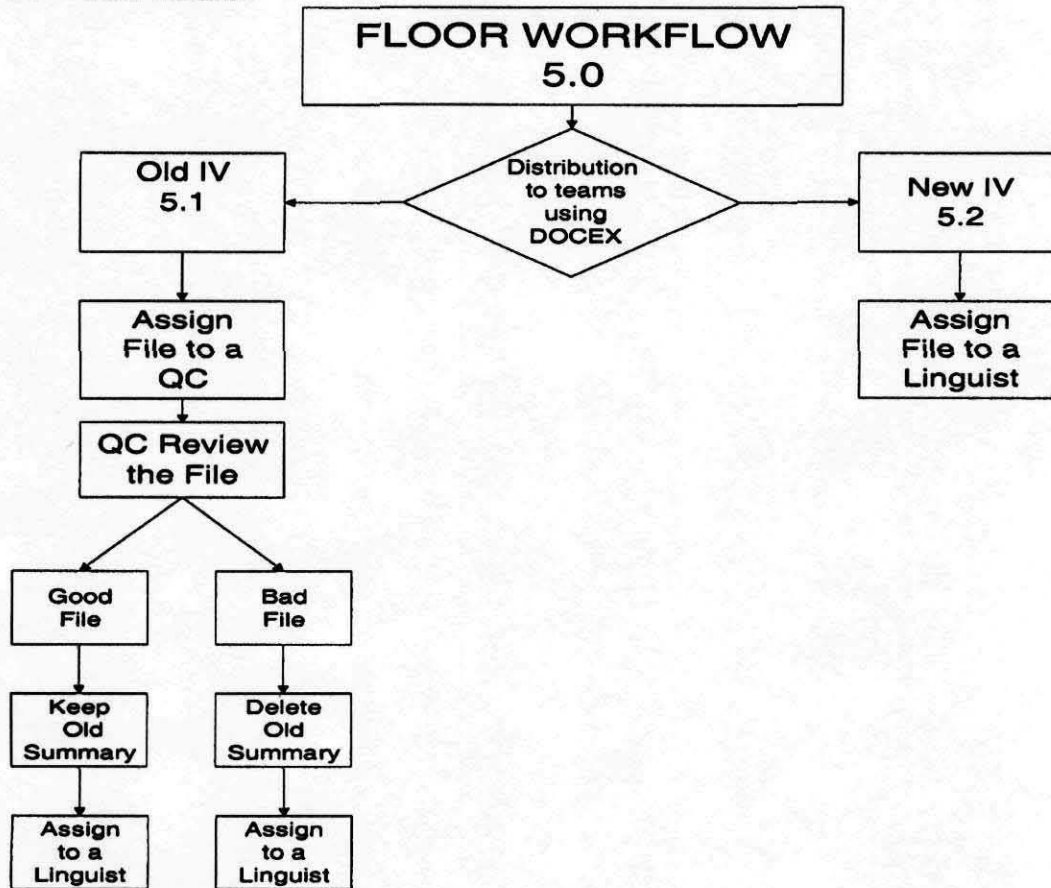 FLOOR WORKFLOW
5.0
Distribution
to teams
using
DOCEX
Old IV
5.1
New IV
5.2
Assign
File to a
QC
Assign
File to a
Linguist
QC Review
the File
Good
File
Bad
File
Keep
Old
Summary
Delete
Old
Summary
Assign
to a
Linguist
Assign
to a
Linguist